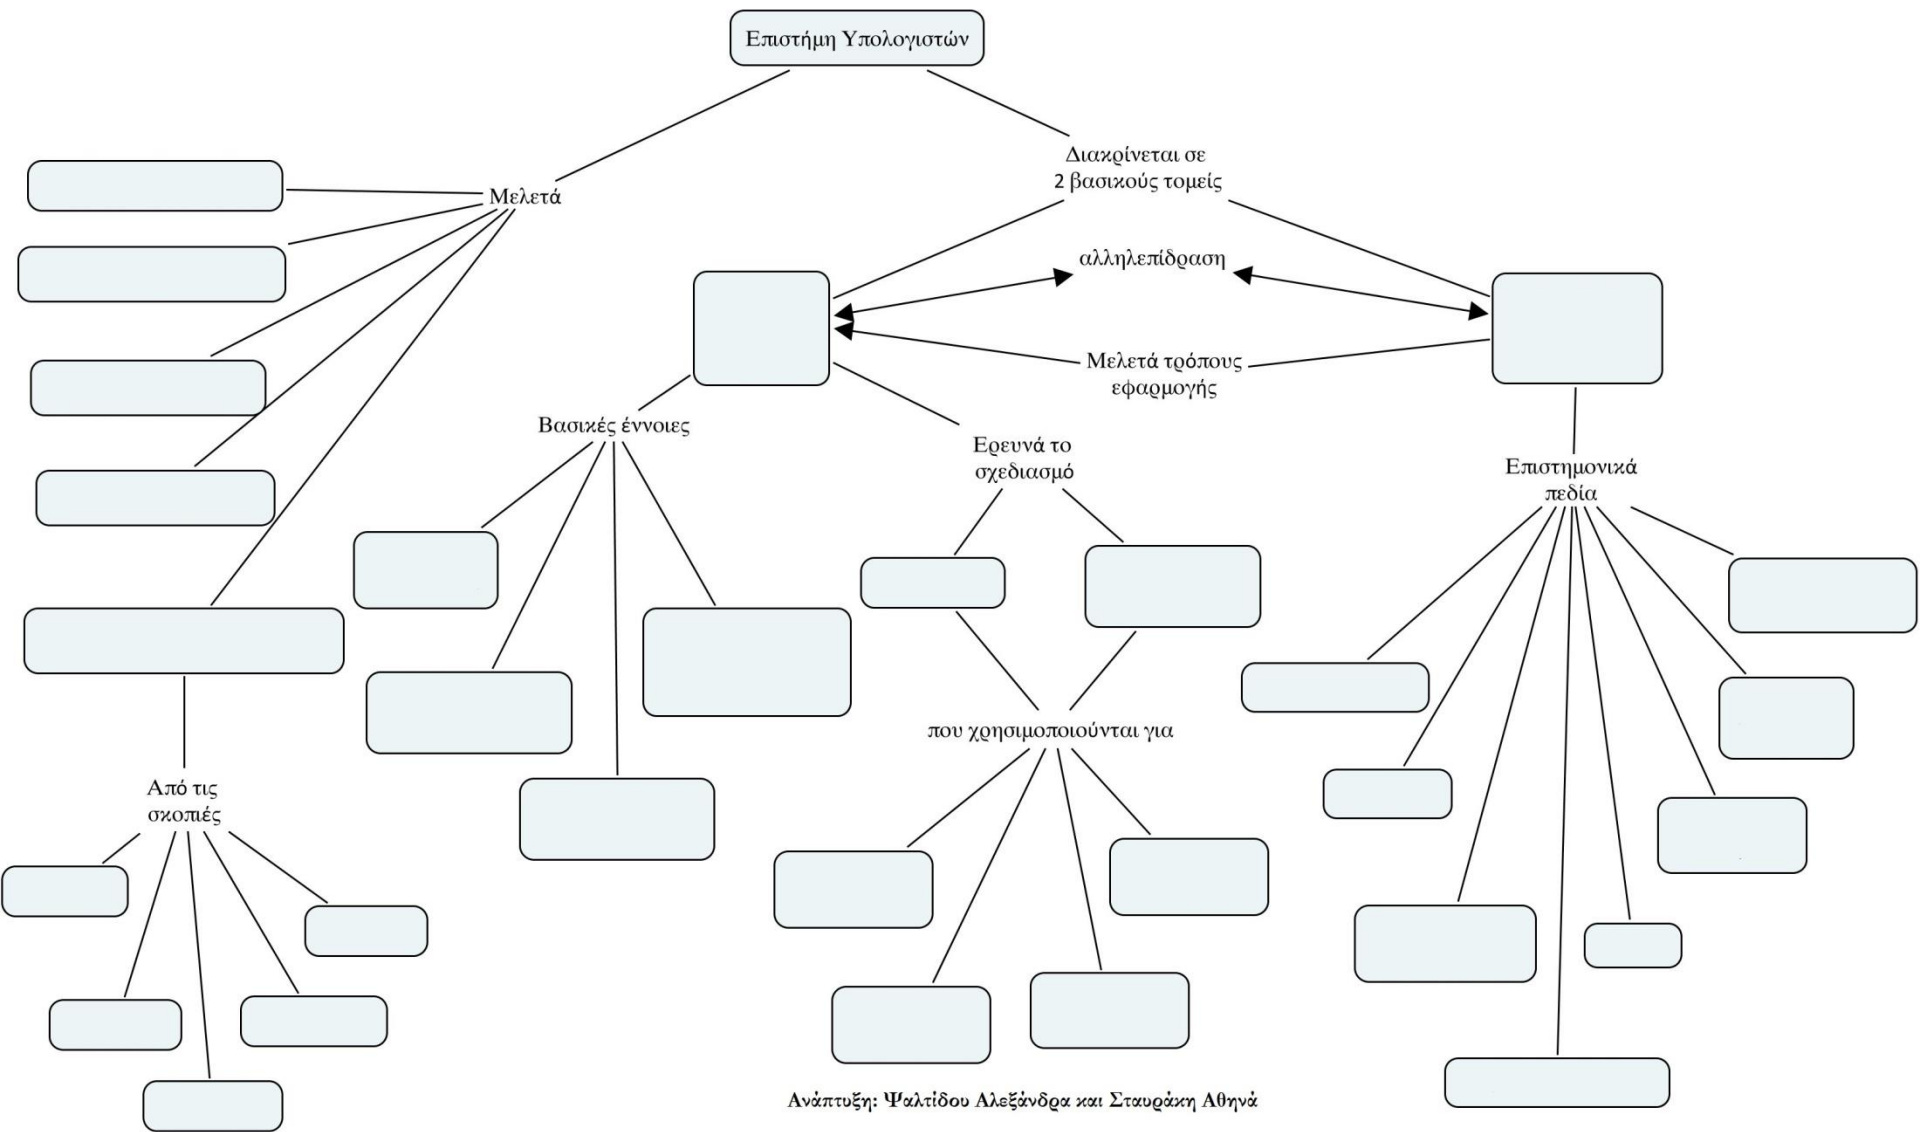 Επιστήμη Υπολογιστών
Διακρίνεται σε
2 βασικούς τομείς
Μελετά
αλληλεπίδραση
Μελετά τρόπους
εφαρμογής
Βασικές έννοιες
Ερευνά το
σχεδιασμό
Επιστημονικά
πεδία
που χρησιμοποιούνται για
Από τις
σκοπιές
Ανάπτυξη: Ψαλτίδου Αλεξάνδρα και Σταυράκη Αθηνά